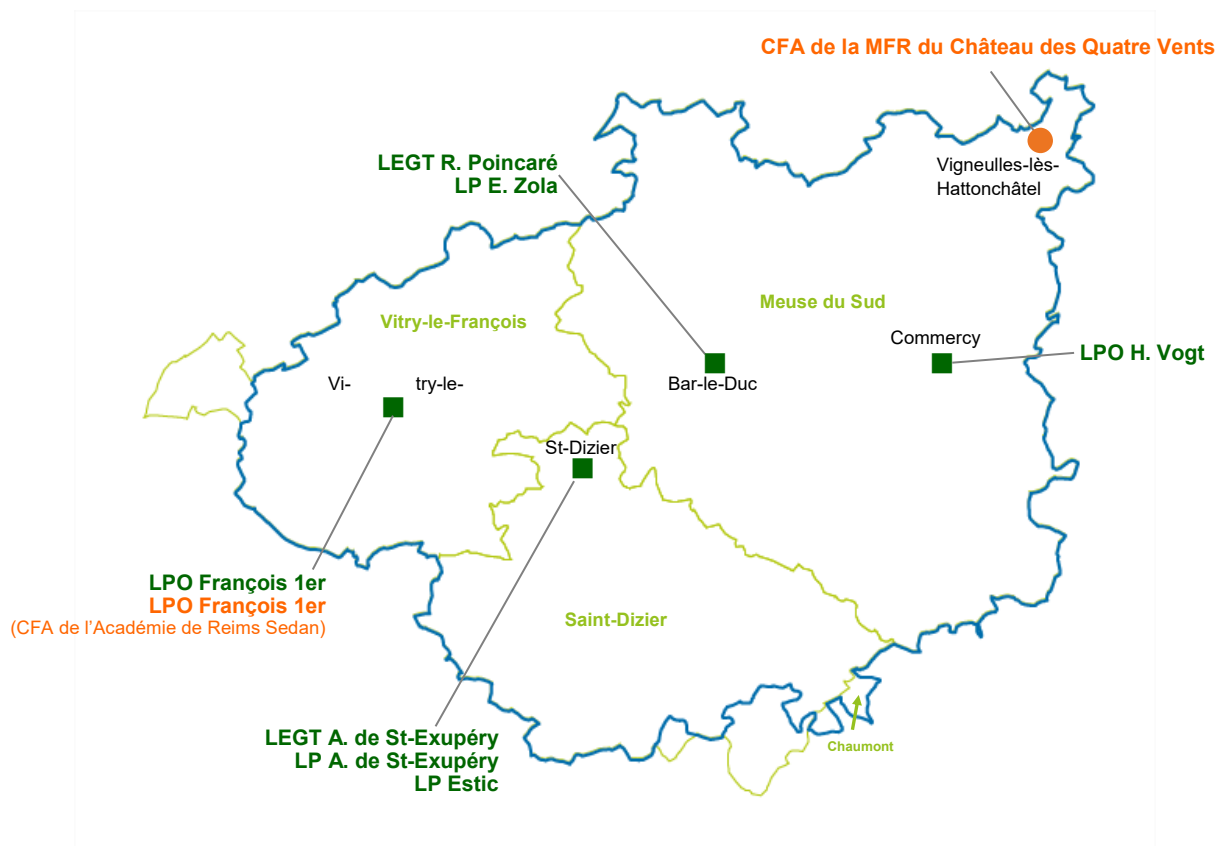 CFA de la MFR du Château des Quatre Vents
LEGT R. Poincaré
LP E. Zola
Vigneulles-lès-
Hattonchâtel
Meuse du Sud
Vitry-le-François
Commercy
LPO H. Vogt
Bar-le-Duc
Vi- try-le-
St-Dizier
LPO François 1er
LPO François 1er
(CFA de l'Académie de Reims Sedan)
Saint-Dizier
LEGT A. de St-Exupéry
LP A. de St-Exupéry
LP Estic
Chaumont